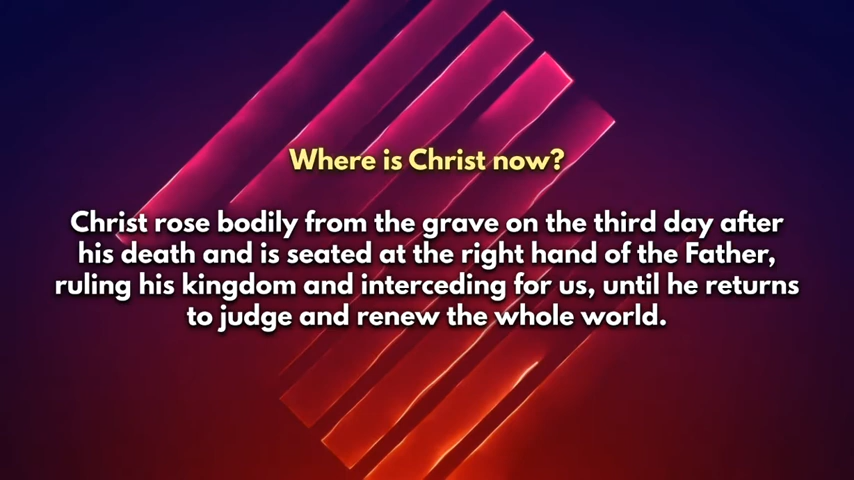 Where is Christ now?
Christ rose bodily from the grave on the third day after
his death and is seated at the right hand of the Father,
ruling his kingdom and interceding for us, until he returns
to judge and renew the whole world.